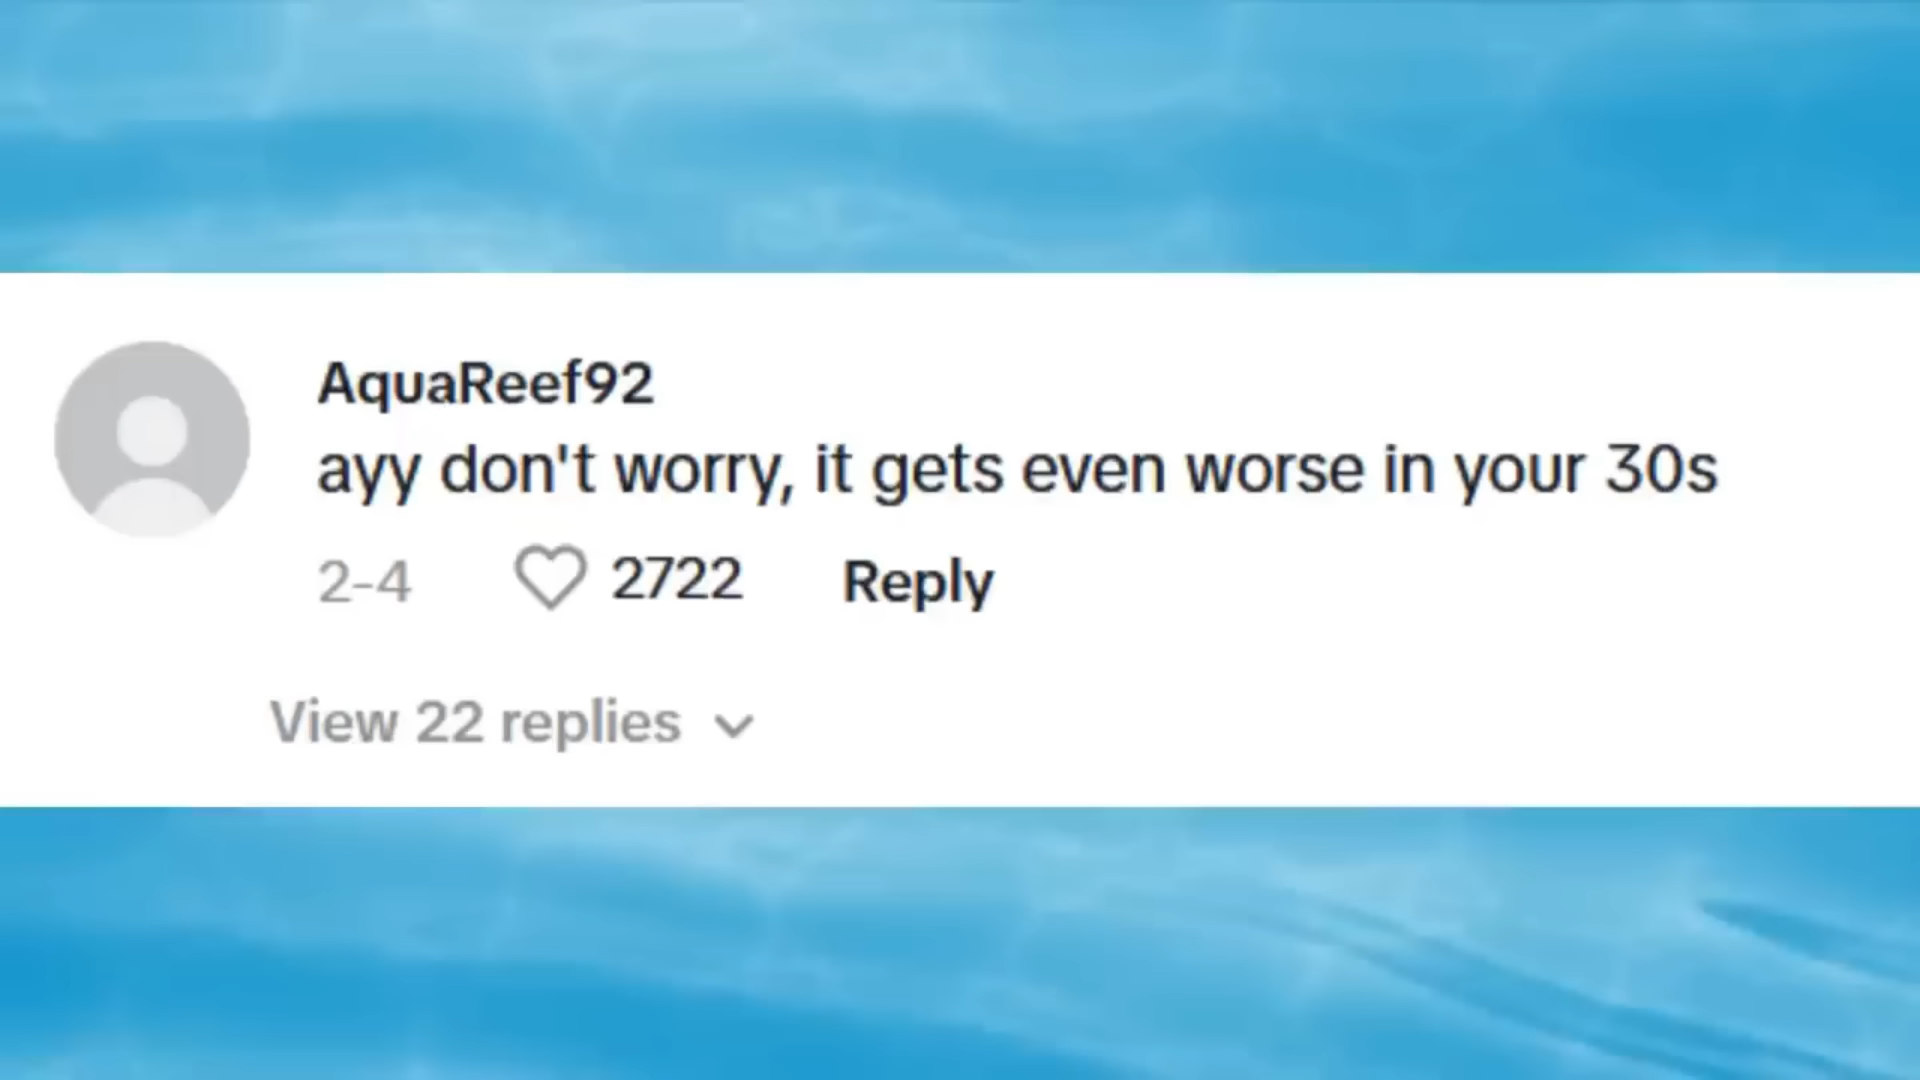 AquaReef92
ayy don't worry, it gets even worse in your 30s
2-4 2722 Reply
View 22 replies